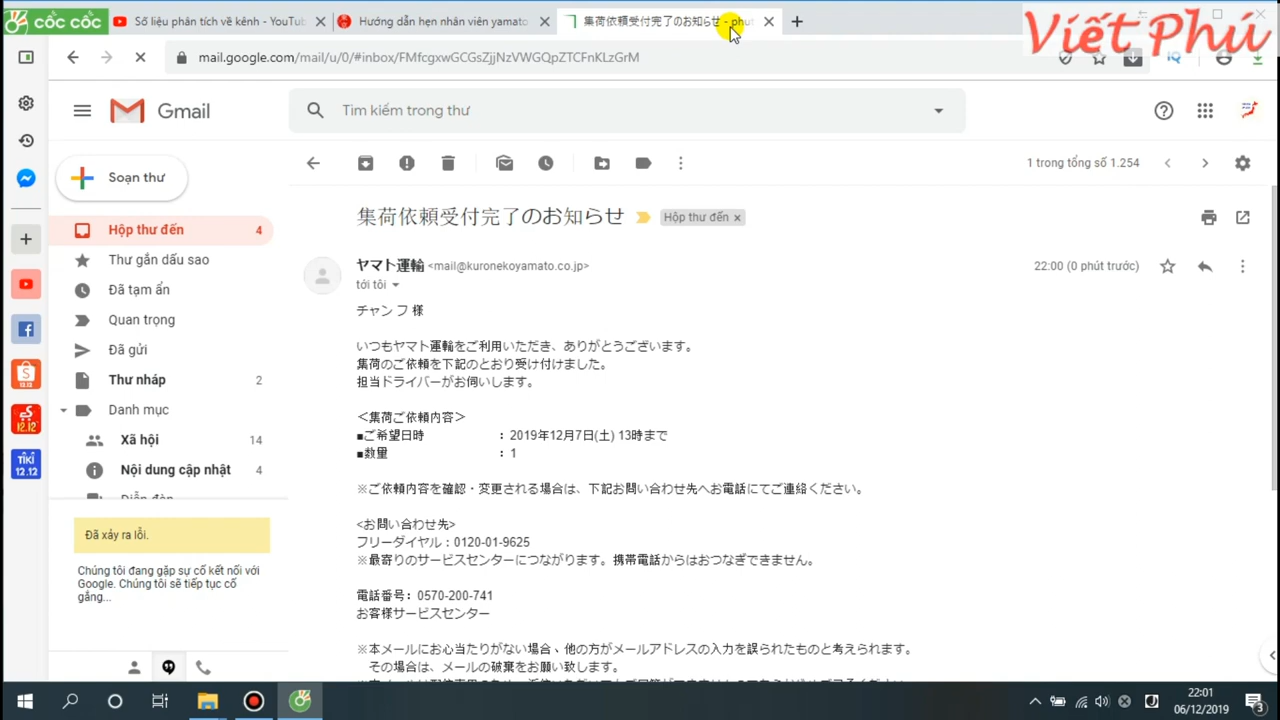 cốc cốc
Số liệu phân tích về kênh - YouTu
Hướng dẫn hẹn nhân viên yamato
集荷依頼受付完了のお知らせ - phu
Viết Phú
mail.google.com/mail/u/0/#inbox/FMfcgxwGCGsZjjNzVWGQpZTCFnKLzGrM
Gmail
Tìm kiếm trong thư
Soạn thư
1 trong tổng số 1.254
Hộp thư đến 4
Thư gắn dấu sao
Đã tạm ẩn
Quan trọng
Đã gửi
Thư nháp 2
Danh mục
Xã hội 14
Nội dung cập nhật 4
Diễn đàn
Đã xảy ra lỗi.
Chúng tôi đang gặp sự cố kết nối với
Google. Chúng tôi sẽ tiếp tục cố
gắng...
12.12
TIKI
12.12
集荷依頼受付完了のお知らせ
Hộp thư đến ×
ヤマト運輸 <mail@kuronekoyamato.co.jp>
22:00 (0 phút trước)
tới tôi
チャン フ 様
いつもヤマト運輸をご利用いただき、ありがとうございます。
集荷のご依頼を下記のとおり受け付けました。
担当ドライバーがお伺いします。
＜集荷ご依頼内容＞
■ご希望日時 ：2019年12月7日(土) 13時まで
■数量 ：1
※ご依頼内容を確認・変更される場合は、下記お問い合わせ先へお電話にてご連絡ください。
<お問い合わせ先>
フリーダイヤル：0120-01-9625
※最寄りのサービスセンターにつながります。携帯電話からはおつなぎできません。
電話番号：0570-200-741
お客様サービスセンター
※本メールにお心当たりがない場合、他の方がメールアドレスの入力を誤られたものと考えられます。
その場合は、メールの破棄をお願い致します。
22:01
06/12/2019
3